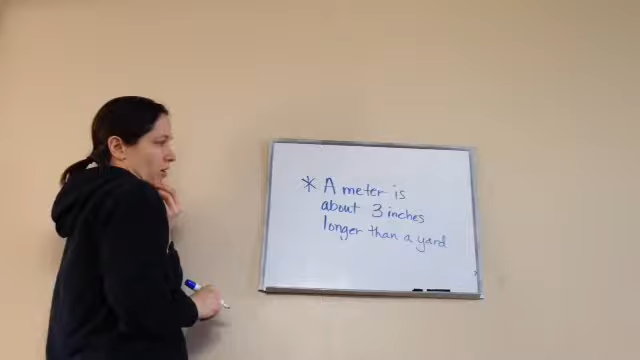 * A meter is
about 3 inches
longer than a yard